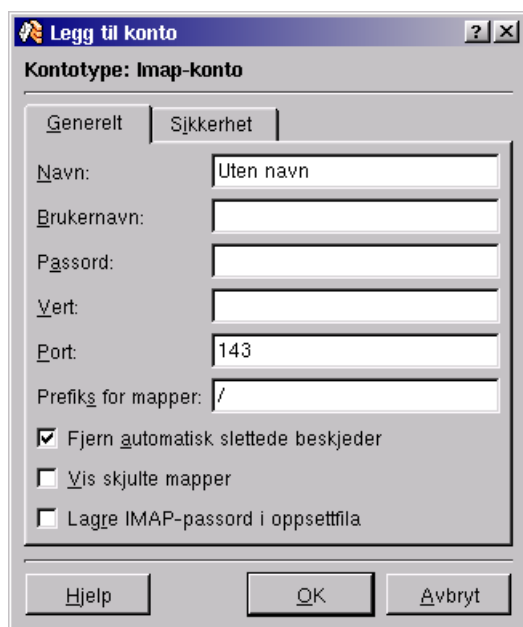 Legg til konto
Kontotype: Imap-konto
Generelt Sikkerhet
Navn: Uten navn
Brukernavn:
Passord:
Vert:
Port: 143
Prefiks for mapper: /
Fjern automatisk slettede beskjeder
Vis skjulte mapper
Lagre IMAP-passord i oppsettfila
Hjelp OK Avbryt